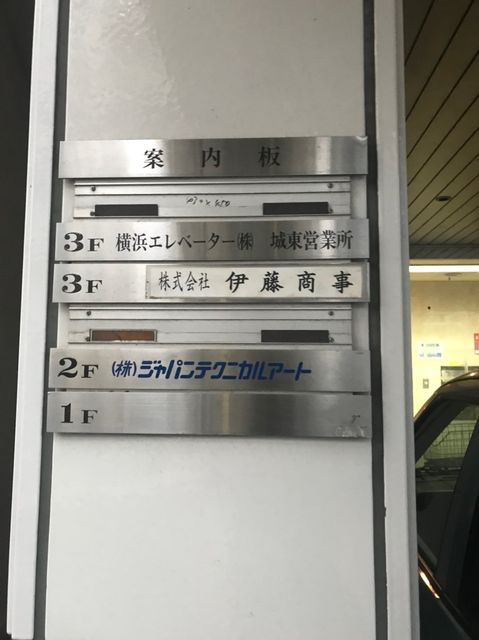 案内板
3F 横浜エレベーター㈱ 城東営業所
3F 株式会社 伊藤商事
2F ㈱ジャパンテクニカルアート
1F